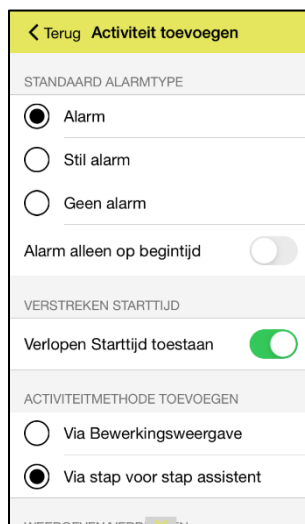 Terug Activiteit toevoegen
STANDAARD ALARMTYPE
Alarm
Stil alarm
Geen alarm
Alarm alleen op begintijd
VERSTREKEN STARTTIJD
Verlopen Starttijd toestaan
ACTIVITEITMETHODE TOEVOEGEN
Via Bewerkingsweergave
Via stap voor stap assistent